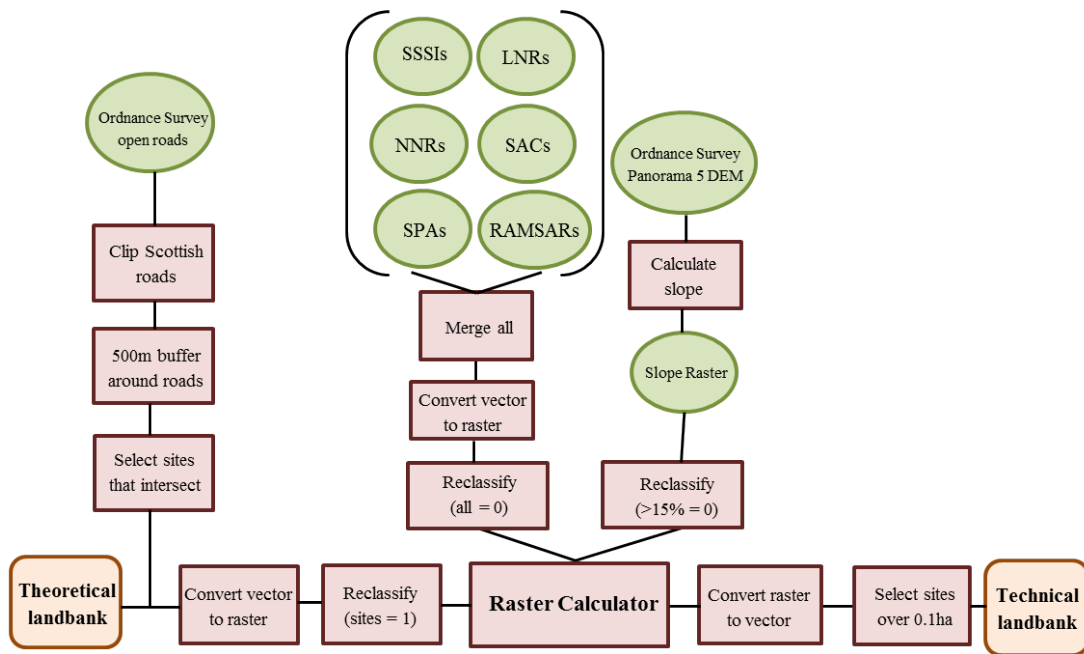 SSSIs
LNRs
NNRs
SACs
SPAs
RAMSARs
Ordnance Survey
open roads
Clip Scottish
roads
500m buffer
around roads
Select sites
that intersect
Merge all
Convert vector
to raster
Reclassify
(all = 0)
Ordnance Survey
Panorama 5 DEM
Calculate
slope
Slope Raster
Reclassify
(>15% = 0)
Theoretical
landbank
Convert vector
to raster
Reclassify
(sites = 1)
Raster Calculator
Convert raster
to vector
Select sites
over 0.1ha
Technical
landbank